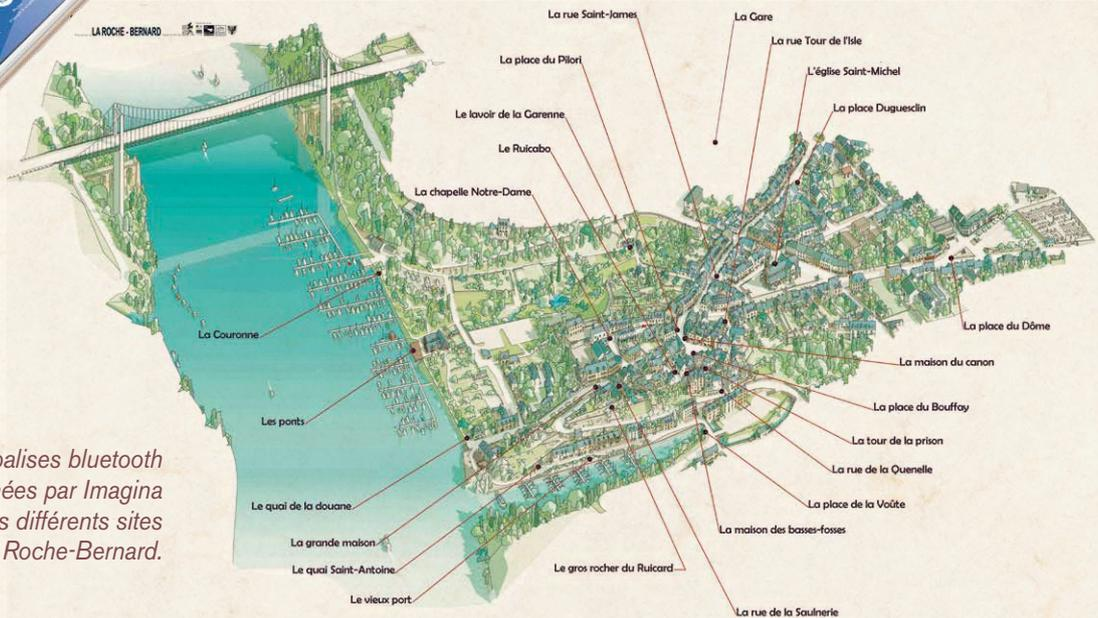 LA ROCHE - BERNARD
La rue Saint-James
La Gare
La rue Tour de l'Isle
La place du Pilori
L'église Saint-Michel
La place Duguesclin
Le lavoir de la Garenne
Le Ruicabo
La chapelle Notre-Dame
La Couronne
La place du Dôme
La maison du canon
Les ponts
La place du Bouffay
La tour de la prison
La rue de la Quenelle
Le quai de la douane
La place de la Voûte
La maison des basses-fosses
La grande maison
Le quai Saint-Antoine
Le gros rocher du Ruicard
Le vieux port
La rue de la Saulnerie
balises bluetooth
ées par Imagina
s différents sites
Roche-Bernard.